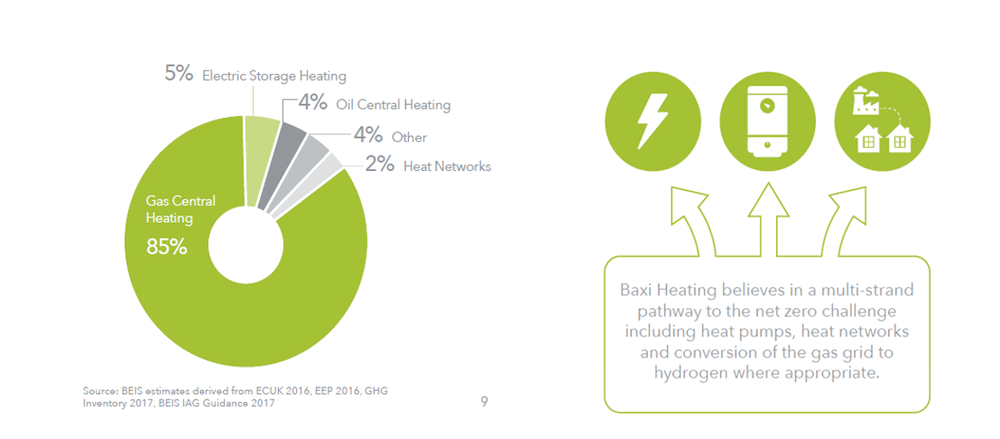 5% Electric Storage Heating
4% Oil Central Heating
4% Other
2% Heat Networks
Gas Central
Heating
85%
Source: BEIS estimates derived from ECUK 2016, EEP 2016, GHG
Inventory 2017, BEIS IAG Guidance 2017
9
Baxi Heating believes in a multi-strand
pathway to the net zero challenge
including heat pumps, heat networks
and conversion of the gas grid to
hydrogen where appropriate.